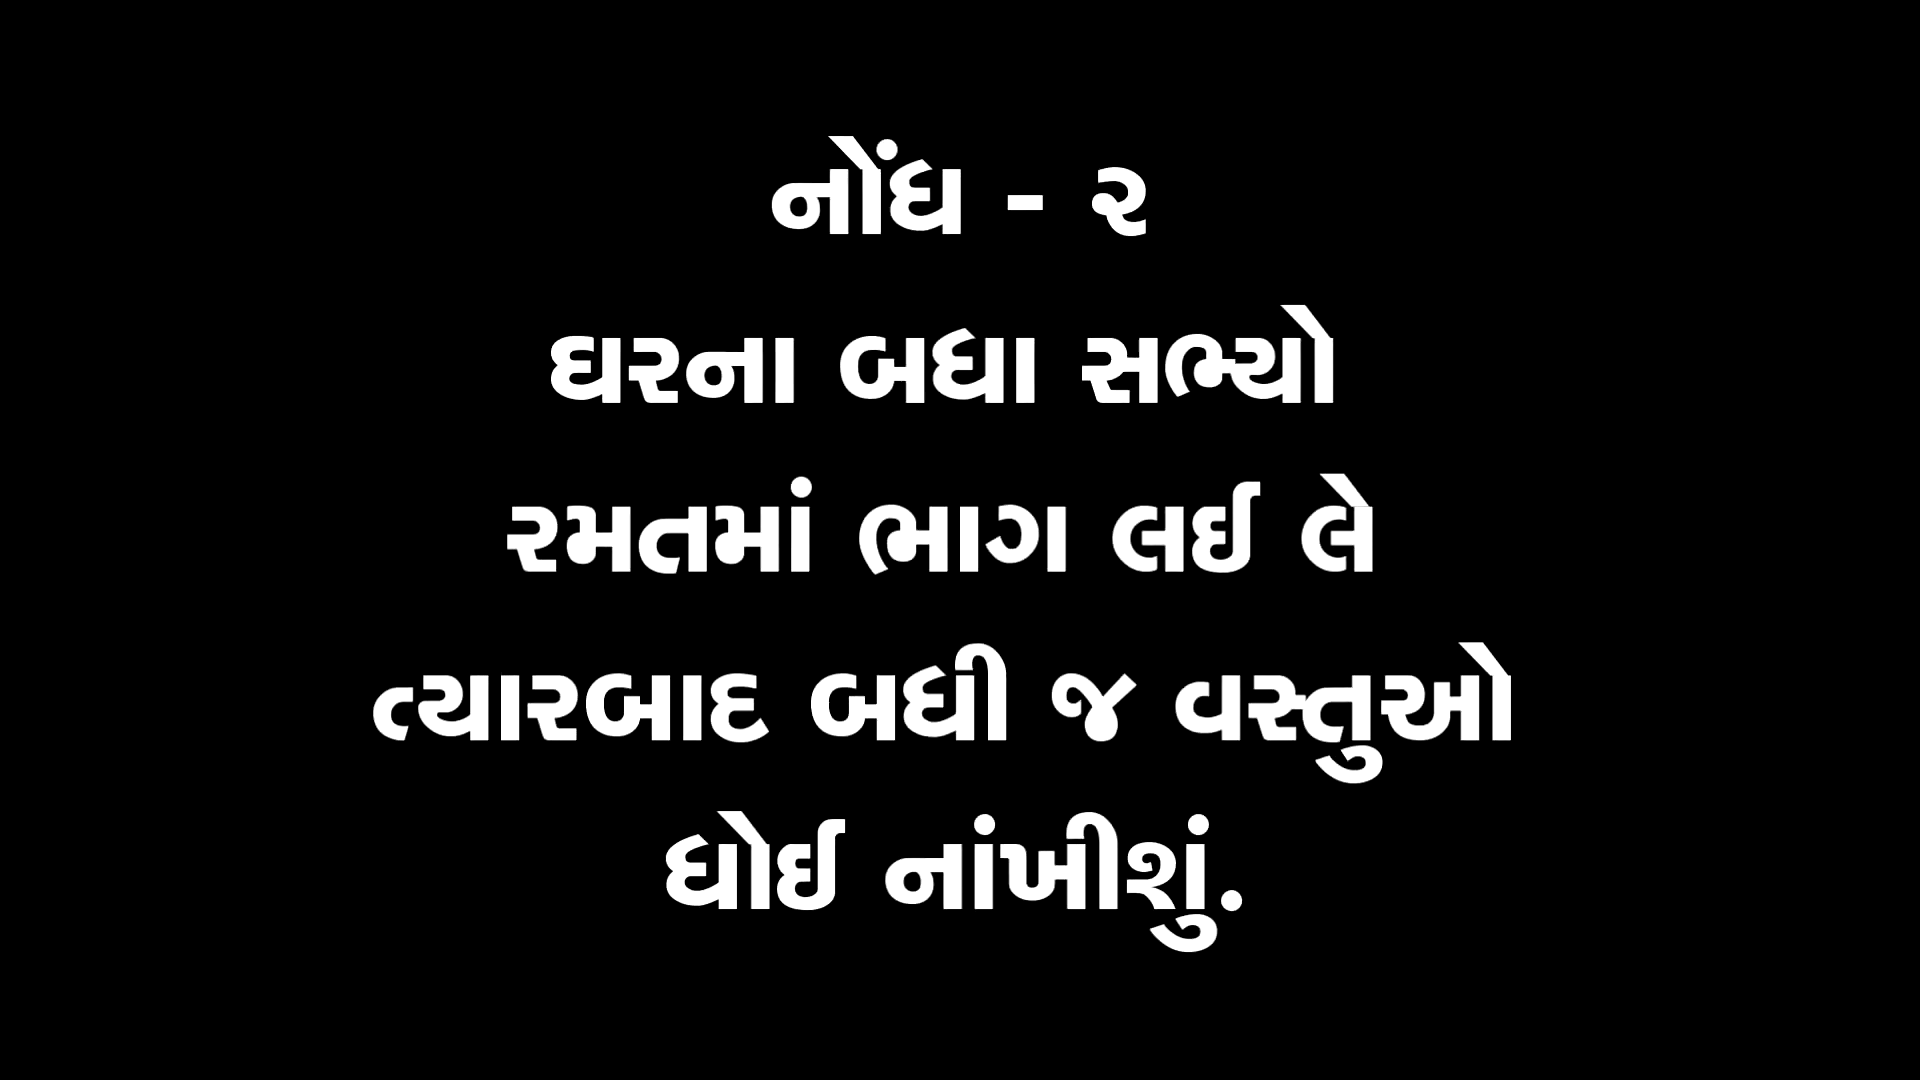 નોંધ - ૨
ઘરના બધા સભ્યો
રમતમાં ભાગ લઈ લે
ત્યારબાદ બધી જ વસ્તુઓ
ધોઈ નાંખીશું.